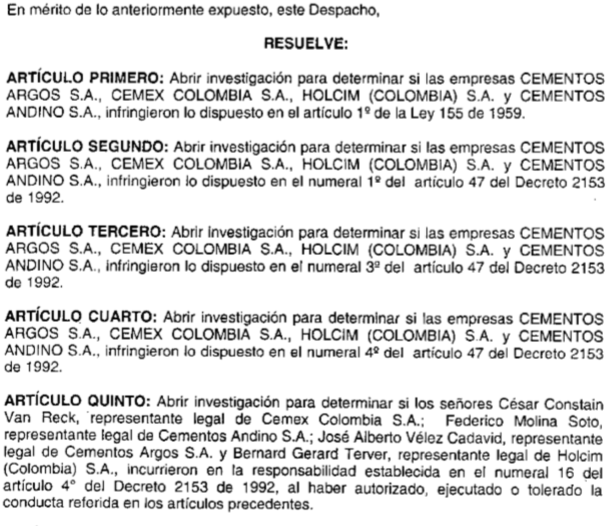 En mérito de lo anteriormente expuesto, este Despacho,
RESUELVE:
ARTÍCULO PRIMERO: Abrir investigación para determinar si las empresas CEMENTOS
ARGOS S.A., CEMEX COLOMBIA S.A., HOLCIM (COLOMBIA) S.A. y CEMENTOS
ANDINO S.A., infringieron lo dispuesto en el artículo 1º de la Ley 155 de 1959.
ARTÍCULO SEGUNDO: Abrir investigación para determinar si las empresas CEMENTOS
ARGOS S.A., CEMEX COLOMBIA S.A., HOLCIM (COLOMBIA) S.A. y CEMENTOS
ANDINO S.A., infringieron lo dispuesto en el numeral 1º del artículo 47 del Decreto 2153
de 1992.
ARTÍCULO TERCERO: Abrir investigación para determinar si las empresas CEMENTOS
ARGOS S.A., CEMEX COLOMBIA S.A., HOLCIM (COLOMBIA) S.A. y CEMENTOS
ANDINO S.A., infringieron lo dispuesto en el numeral 3º del artículo 47 del Decreto 2153
de 1992.
ARTÍCULO CUARTO: Abrir investigación para determinar si las empresas CEMENTOS
ARGOS S.A., CEMEX COLOMBIA S.A., HOLCIM (COLOMBIA) S.A. y CEMENTOS
ANDINO S.A., infringieron lo dispuesto en el numeral 4º del artículo 47 del Decreto 2153
de 1992.
ARTÍCULO QUINTO: Abrir investigación para determinar si los señores César Constain
Van Reck, representante legal de Cemex Colombia S.A.; Federico Molina Soto,
representante legal de Cementos Andino S.A.; José Alberto Vélez Cadavid, representante
legal de Cementos Argos S.A. y Bernard Gerard Terver, representante legal de Holcim
(Colombia) S.A., incurrieron en la responsabilidad establecida en el numeral 16 del
artículo 4° del Decreto 2153 de 1992, al haber autorizado, ejecutado o tolerado la
conducta referida en los artículos precedentes.